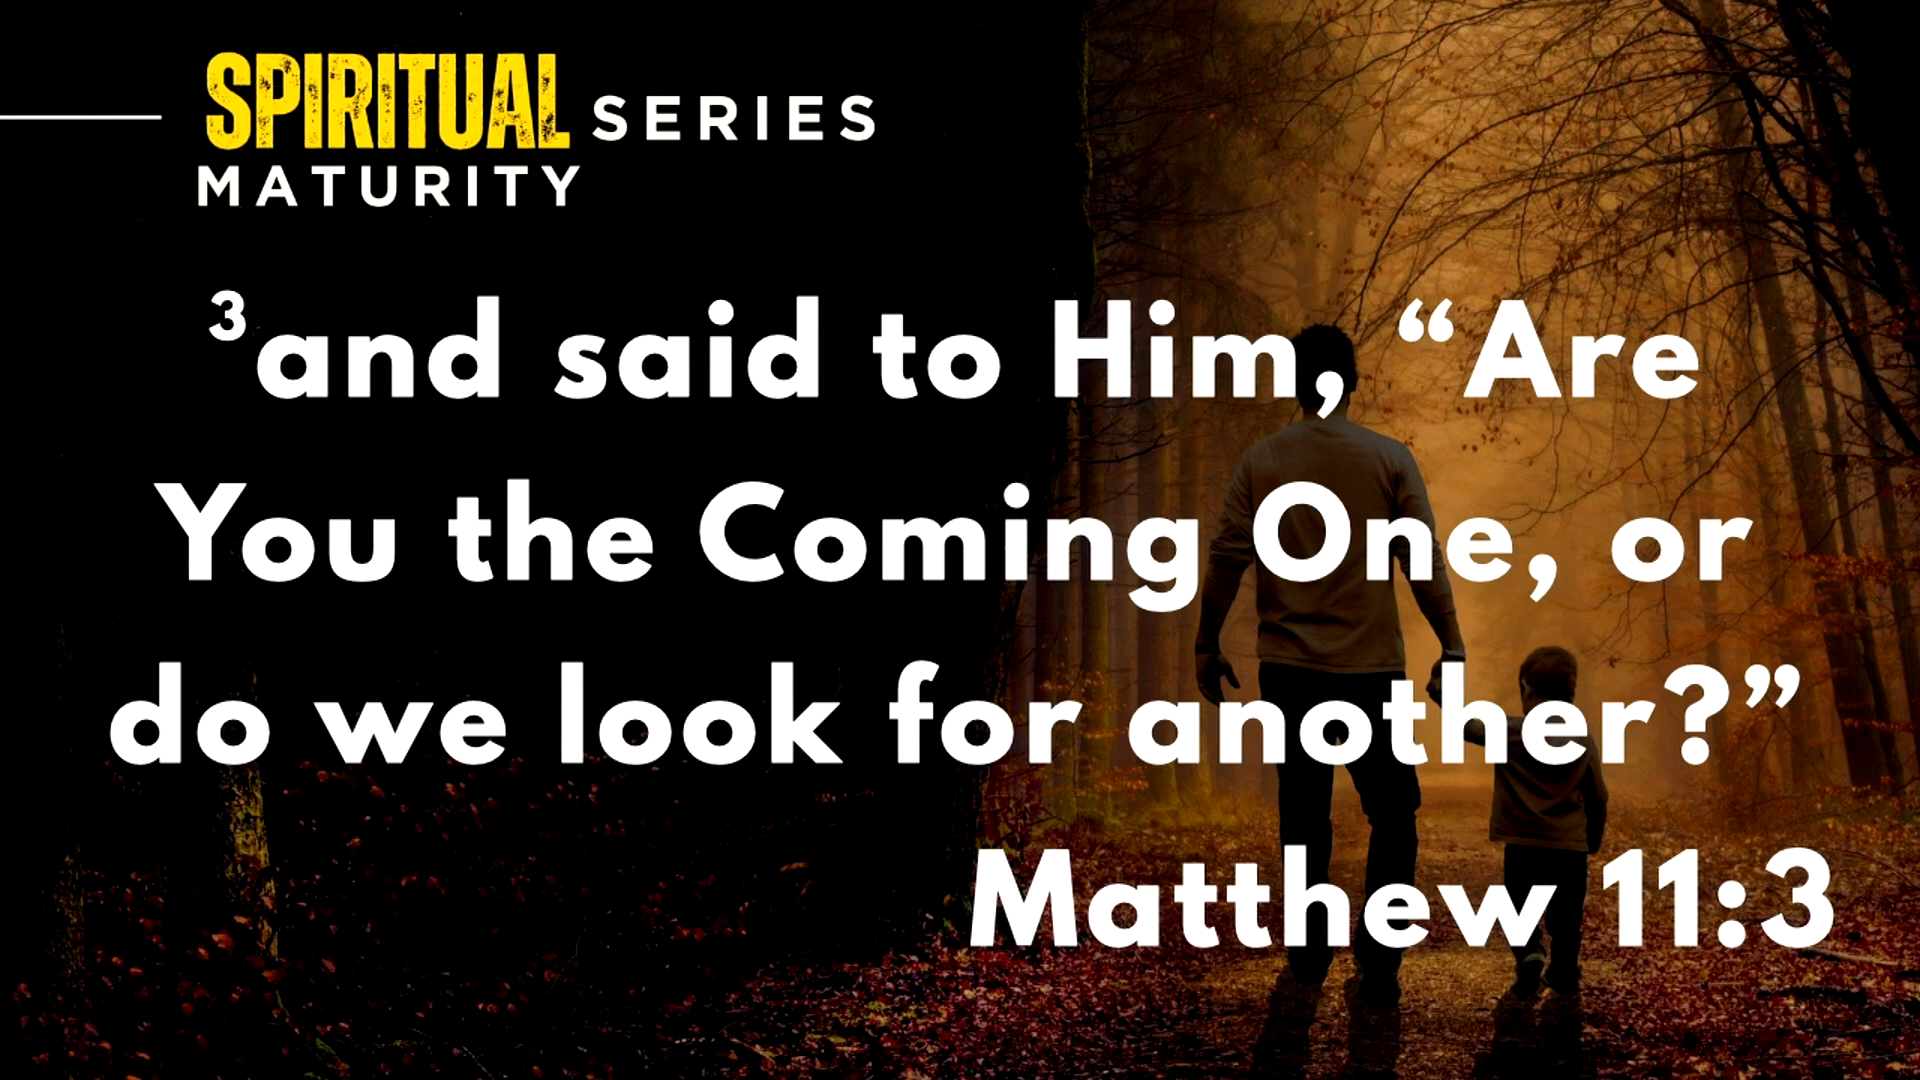 SPIRITUAL SERIES
MATURITY
³and said to Him, “Are
You the Coming One, or
do we look for another?”
Matthew 11:3